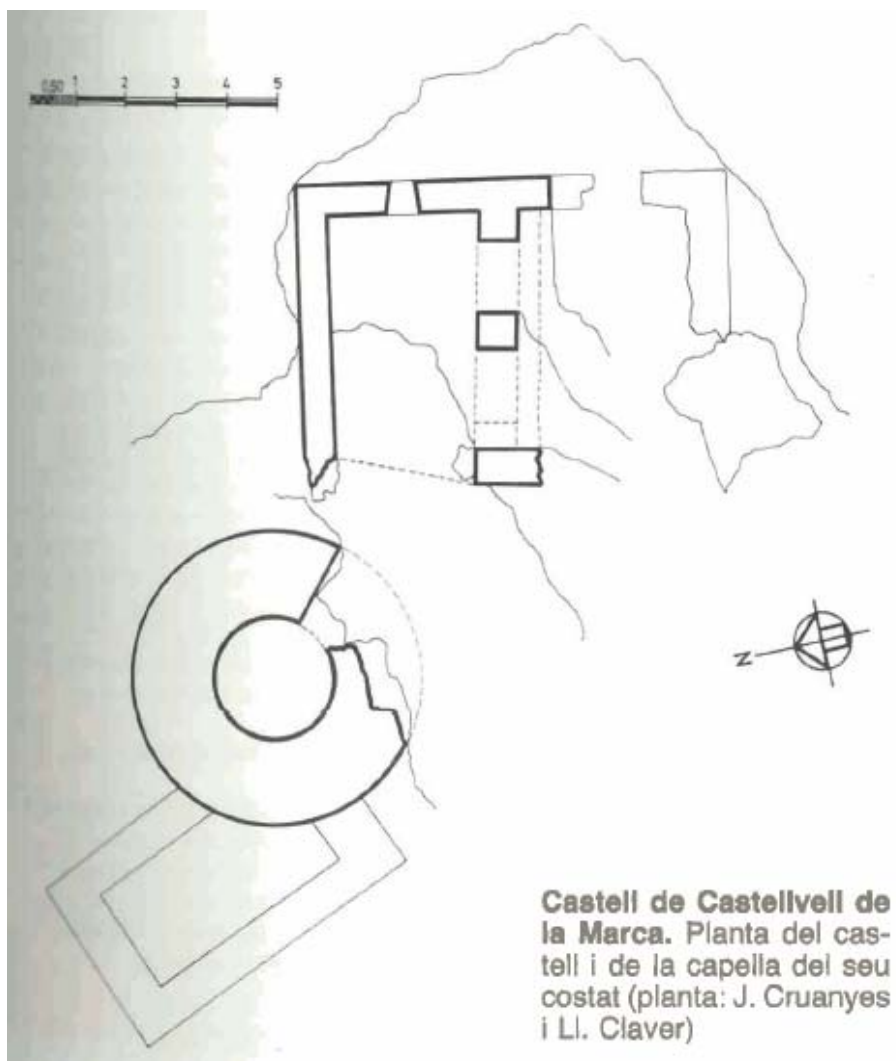 0,50 1 2 3 4 5
N
Castell de Castellvell de
la Marca. Planta del cas-
tell i de la capella del seu
costat (planta: J. Cruanyes
i Ll. Claver)